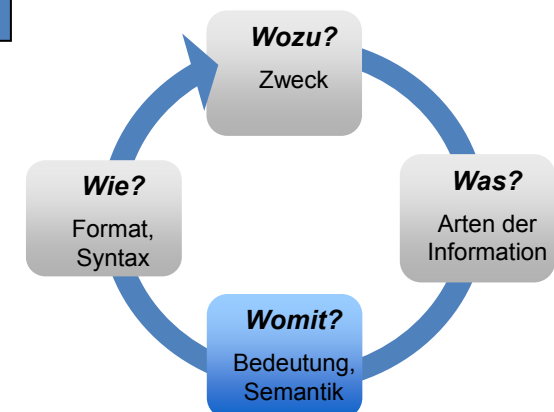 Wozu?
Zweck
Was?
Arten der
Information
Womit?
Bedeutung,
Semantik
Wie?
Format,
Syntax